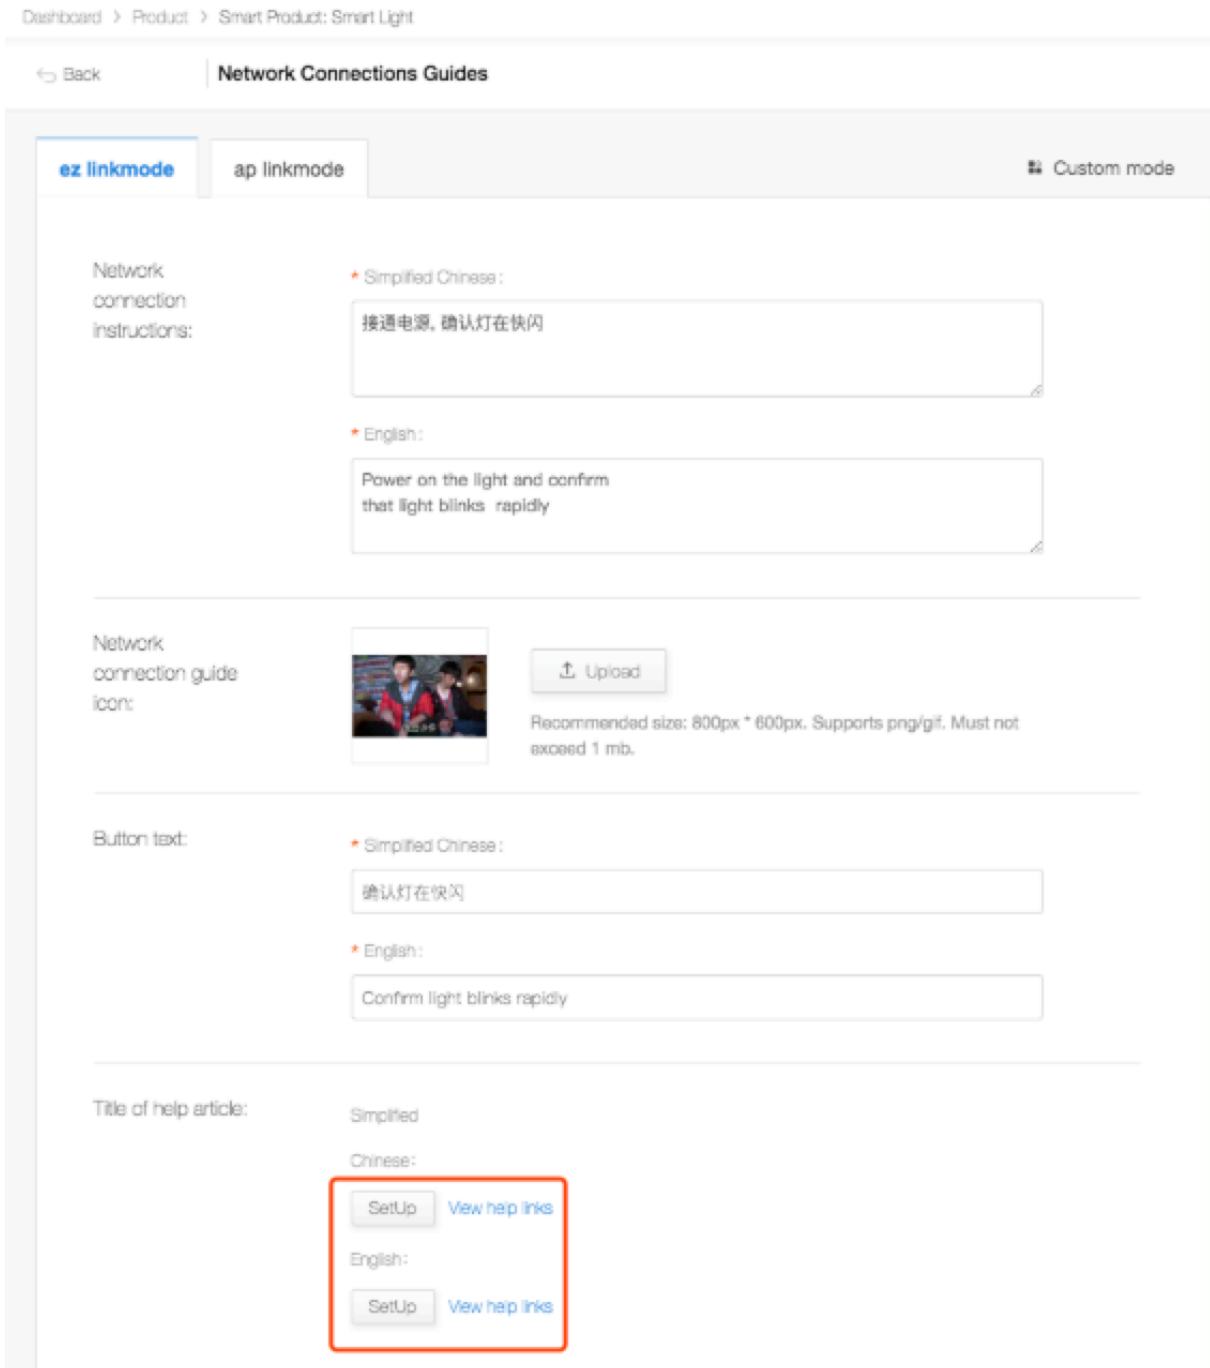 Dashboard > Product > Smart Product: Smart Light
Back
Network Connections Guides
ez linkmode
ap linkmode
Custom mode
Network
connection
instructions:
* Simplified Chinese:
接通电源, 确认灯在快闪
* English:
Power on the light and confirm
that light blinks rapidly
Network
connection guide
icon:
Upload
Recommended size: 800px * 600px. Supports png/gif. Must not
exceed 1 mb.
Button text:
* Simplified Chinese:
确认灯在快闪
* English:
Confirm light blinks rapidly
Title of help article:
Simplified
Chinese:
SetUp View help links
English:
SetUp View help links